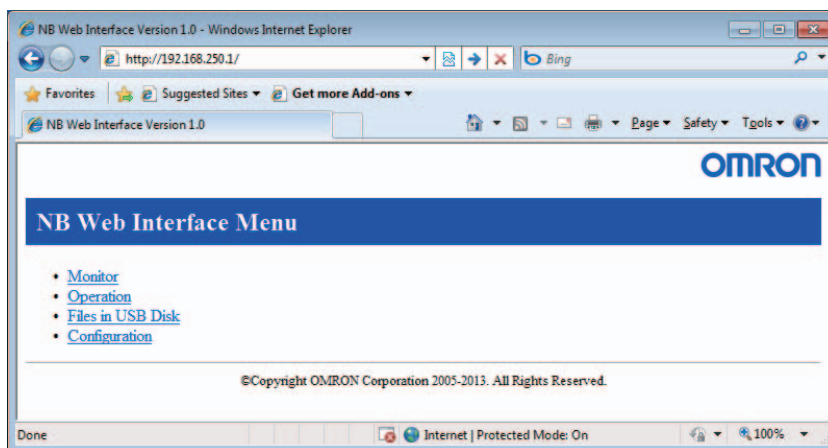 NB Web Interface Version 1.0 - Windows Internet Explorer
http://192.168.250.1/ Bing
Favorites Suggested Sites Get more Add-ons
NB Web Interface Version 1.0 Page Safety Tools
OMRON
NB Web Interface Menu
• Monitor
• Operation
• Files in USB Disk
• Configuration
©Copyright OMRON Corporation 2005-2013. All Rights Reserved.
Done Internet | Protected Mode: On 100%